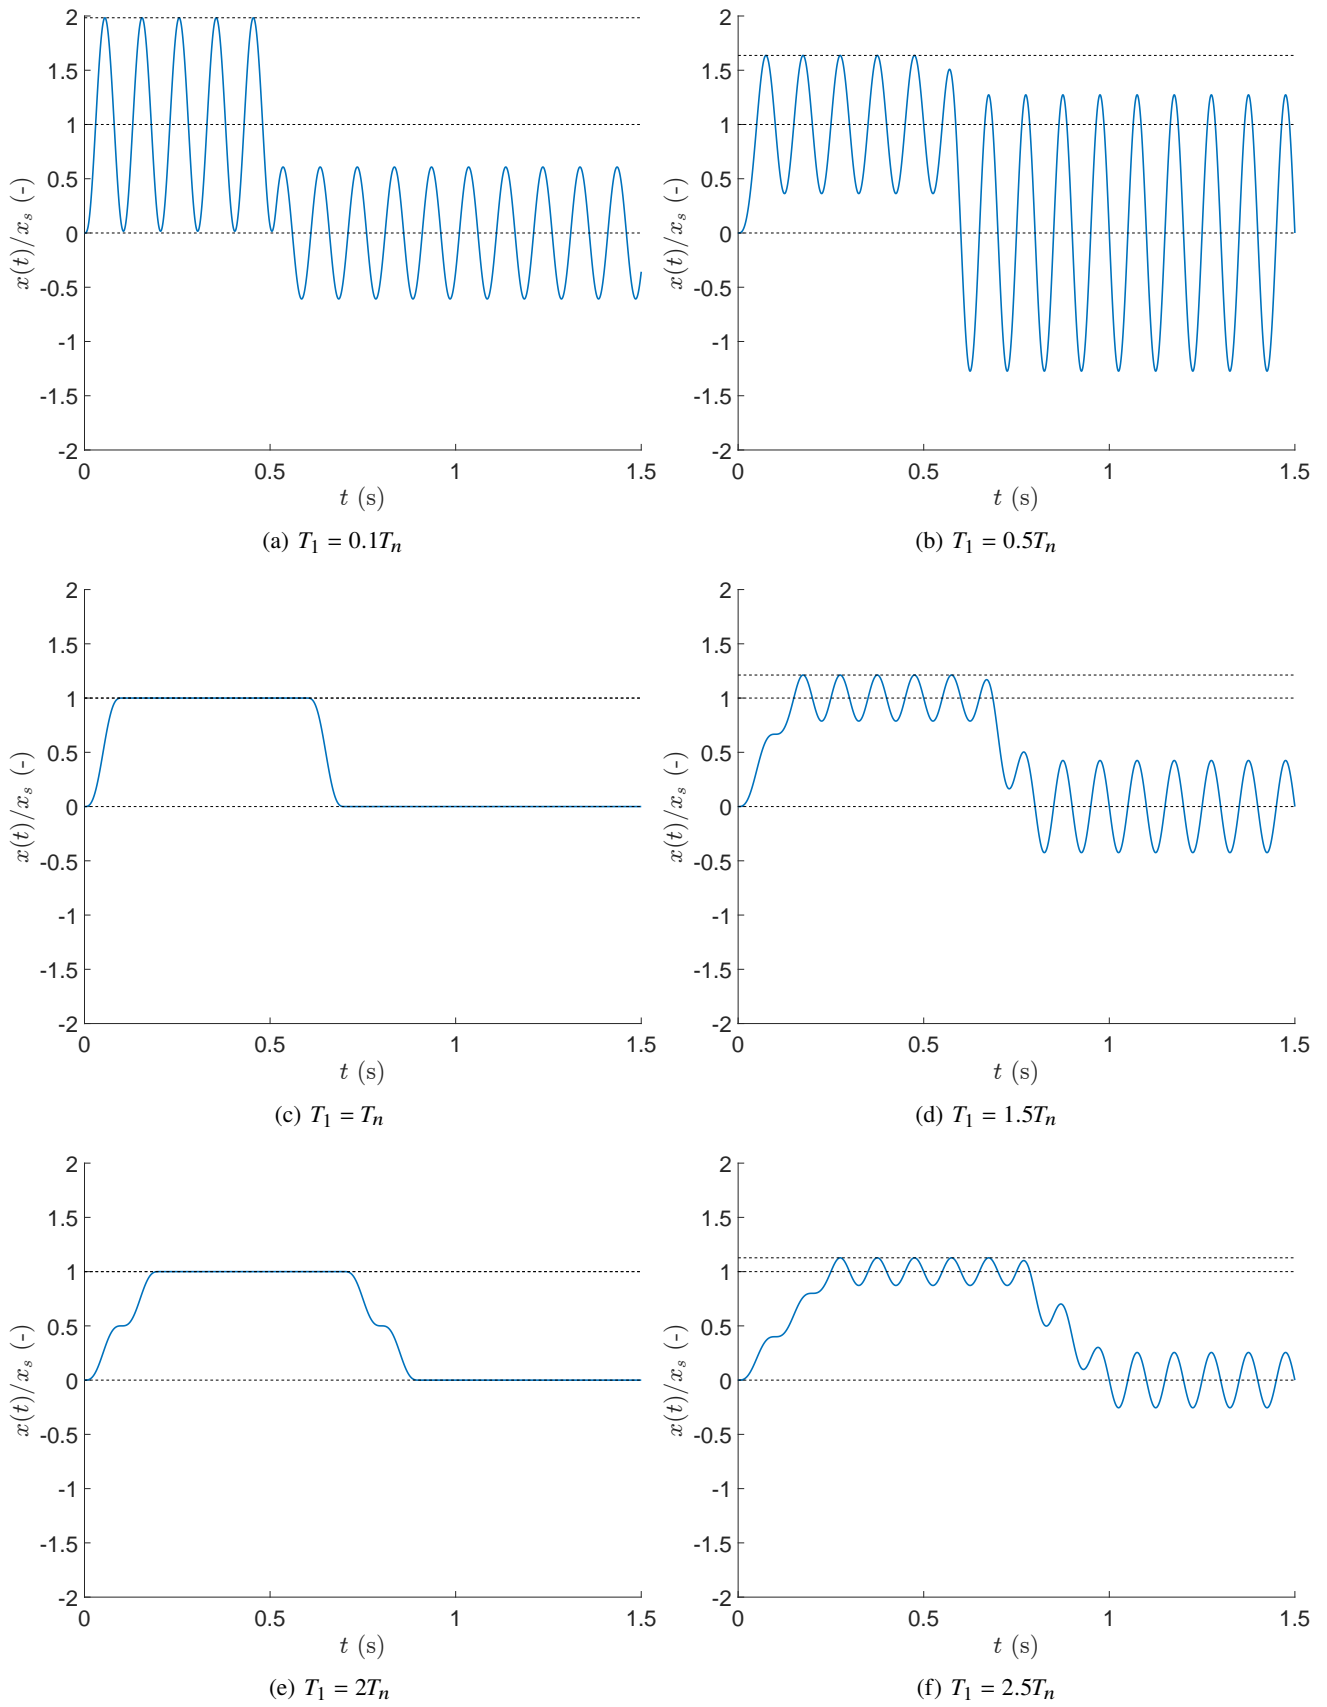 2
1.5
1
0.5
0
-0.5
-1
-1.5
-2
0 0.5 1 1.5
x(t)/x_s (-)
t (s)
(a) T_1 = 0.1T_n
2
1.5
1
0.5
0
-0.5
-1
-1.5
-2
0 0.5 1 1.5
x(t)/x_s (-)
t (s)
(b) T_1 = 0.5T_n
2
1.5
1
0.5
0
-0.5
-1
-1.5
-2
0 0.5 1 1.5
x(t)/x_s (-)
t (s)
(c) T_1 = T_n
2
1.5
1
0.5
0
-0.5
-1
-1.5
-2
0 0.5 1 1.5
x(t)/x_s (-)
t (s)
(d) T_1 = 1.5T_n
2
1.5
1
0.5
0
-0.5
-1
-1.5
-2
0 0.5 1 1.5
x(t)/x_s (-)
t (s)
(e) T_1 = 2T_n
2
1.5
1
0.5
0
-0.5
-1
-1.5
-2
0 0.5 1 1.5
x(t)/x_s (-)
t (s)
(f) T_1 = 2.5T_n